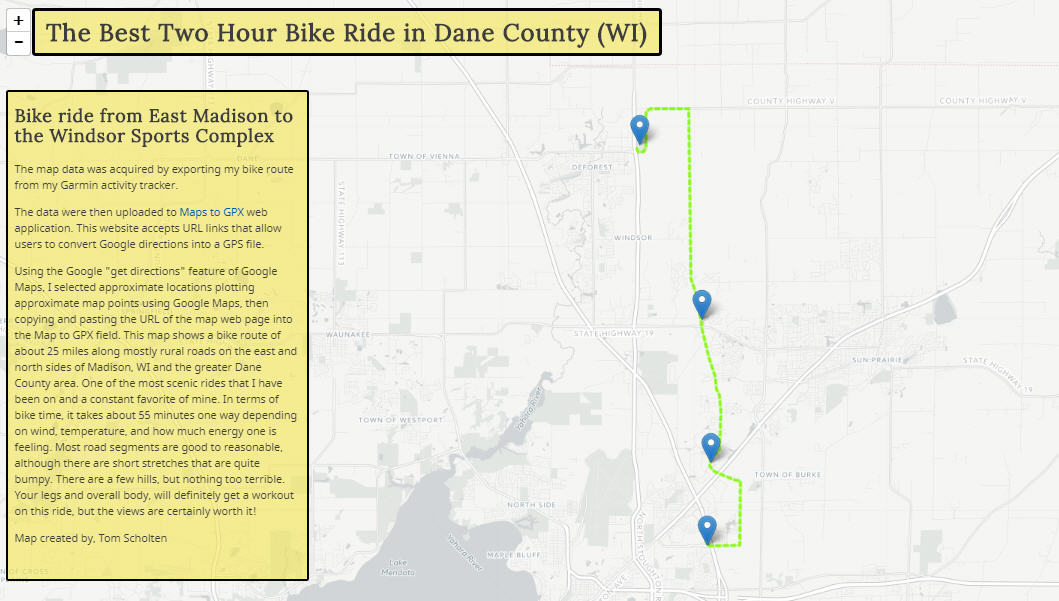 +
−
The Best Two Hour Bike Ride in Dane County (WI)
Bike ride from East Madison to
the Windsor Sports Complex
The map data was acquired by exporting my bike route
from my Garmin activity tracker.
The data were then uploaded to Maps to GPX web
application. This website accepts URL links that allow
users to convert Google directions into a GPS file.
Using the Google "get directions" feature of Google
Maps, I selected approximate locations plotting
approximate map points using Google Maps, then
copying and pasting the URL of the map web page into
the Map to GPX field. This map shows a bike route of
about 25 miles along mostly rural roads on the east and
north sides of Madison, WI and the greater Dane
County area. One of the most scenic rides that I have
been on and a constant favorite of mine. In terms of
bike time, it takes about 55 minutes one way depending
on wind, temperature, and how much energy one is
feeling. Most road segments are good to reasonable,
although there are short stretches that are quite
bumpy. There are a few hills, but nothing too terrible.
Your legs and overall body, will definitely get a workout
on this ride, but the views are certainly worth it!
Map created by, Tom Scholten
COUNTY HIGHWAY V
COUNTY HIGHWAY V
TOWN OF VIENNA
DEFOREST
DANE
STATE HIGHWAY 113
WINDSOR
WAUNAKEE
STATE HIGHWAY 19
SUN PRAIRIE
STATE HIGHWAY 19
Yahara River
TOWN OF WESTPORT
TOWN OF BURKE
NORTH SIDE
Yahara River
MAPLE BLUFF
Lake
Mendota